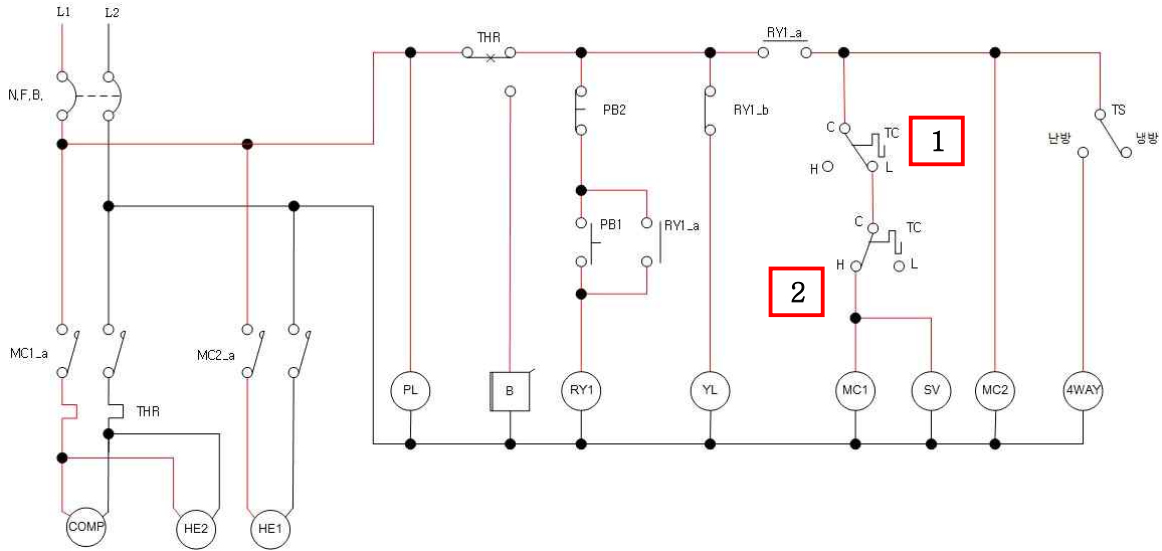 L1 L2
THR
RY1_a
N,F,B,
PB2
RY1_b
C
TC
1
TS
난방
냉방
H
L
PB1
RY1_a
C
TC
H
L
2
MC1_a
MC2_a
PL
B
RY1
YL
MC1
SV
MC2
4WAY
THR
COMP
HE2
HE1